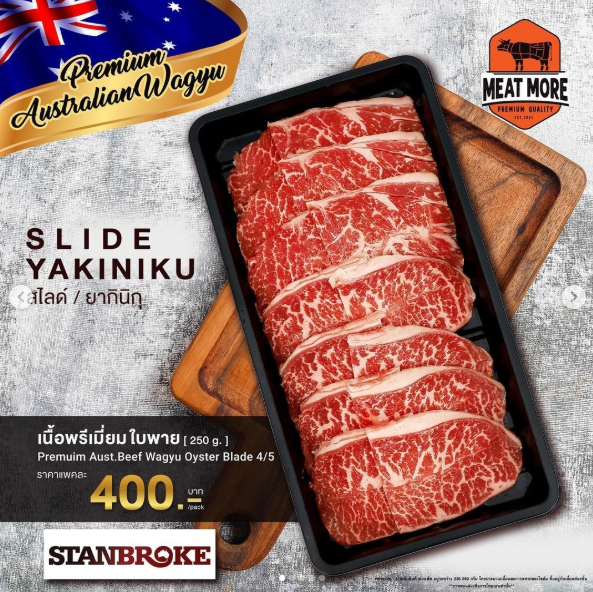 Premium
Australian Wagyu
MEAT MORE
PREMIUM QUALITY
SLIDE
YAKINIKU
สไลด์ / ยากินิกุ
เนื้อพรีเมี่ยมใบพาย [ 250 g. ]
Premuim Aust.Beef Wagyu Oyster Blade 4/5
ราคาแพคละ
400.- บาท
/pack
STANBROKE